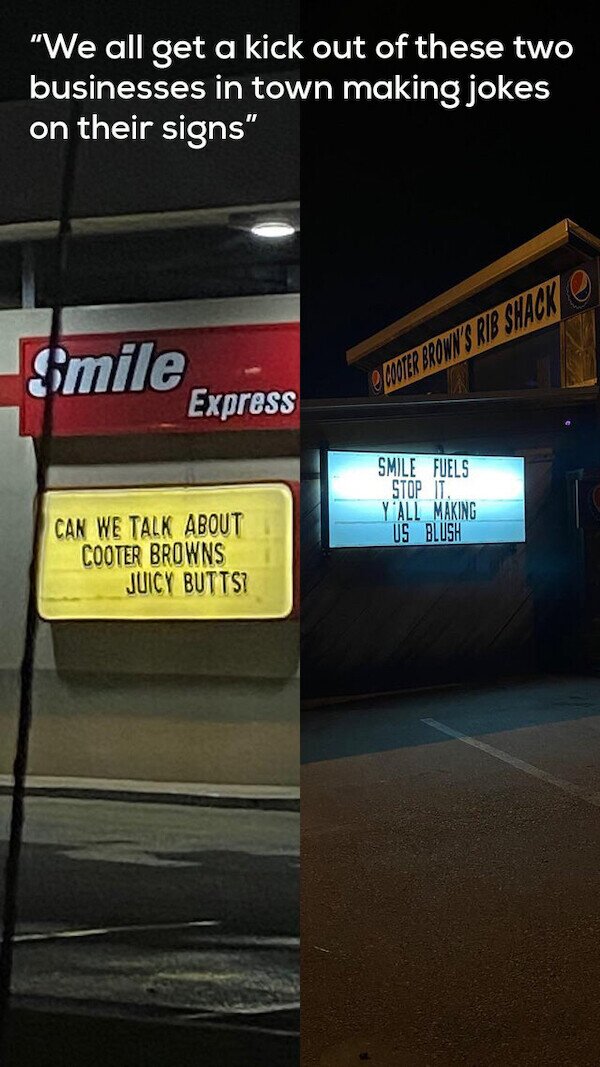 “We all get a kick out of these two
businesses in town making jokes
on their signs”
Smile
Express
CAN WE TALK ABOUT
COOTER BROWNS
JUICY BUTTS?
COOTER BROWN'S RIB SHACK
SMILE FUELS
STOP IT.
Y'ALL MAKING
US BLUSH